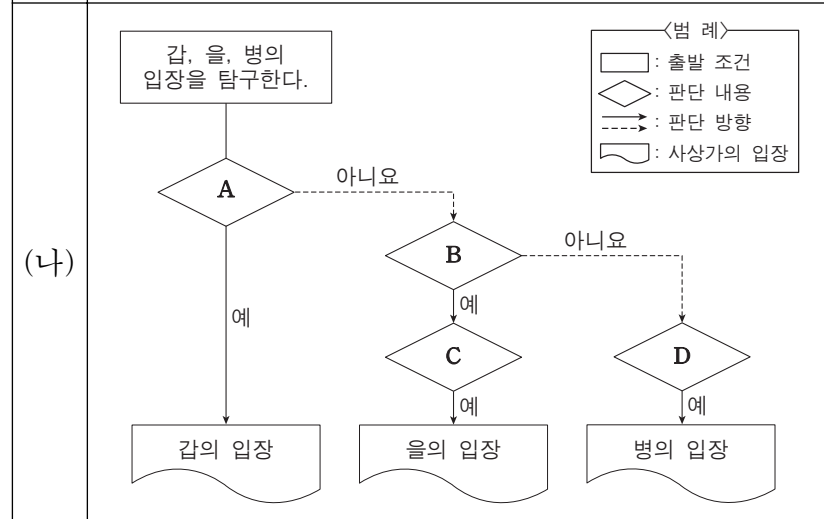 (나)
갑, 을, 병의
입장을 탐구한다.
〈범 례〉
: 출발 조건
: 판단 내용
: 판단 방향
: 사상가의 입장
A
아니요
B
아니요
예
예
C
D
예
예
갑의 입장
을의 입장
병의 입장